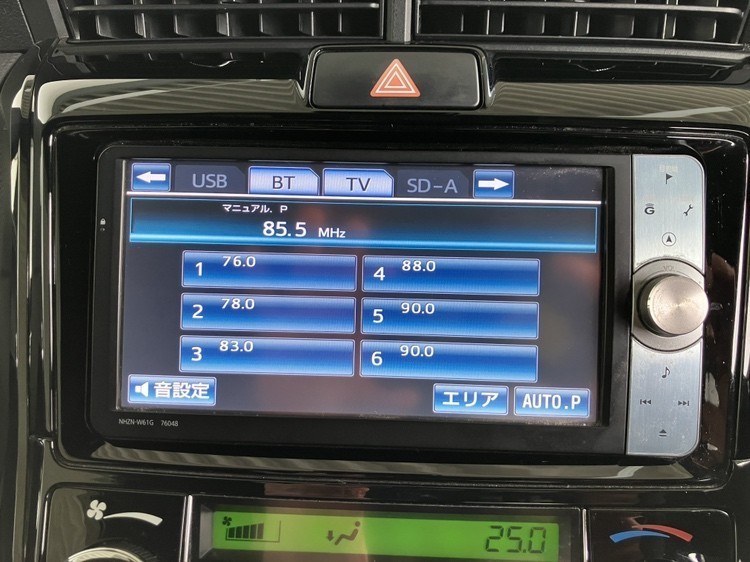 USB BT TV SD-A
マニュアル. P
85.5 MHz
1 76.0
4 88.0
2 78.0
5 90.0
3 83.0
6 90.0
音設定
エリア
AUTO.P
NHZN-W61G 76048
G
25.0